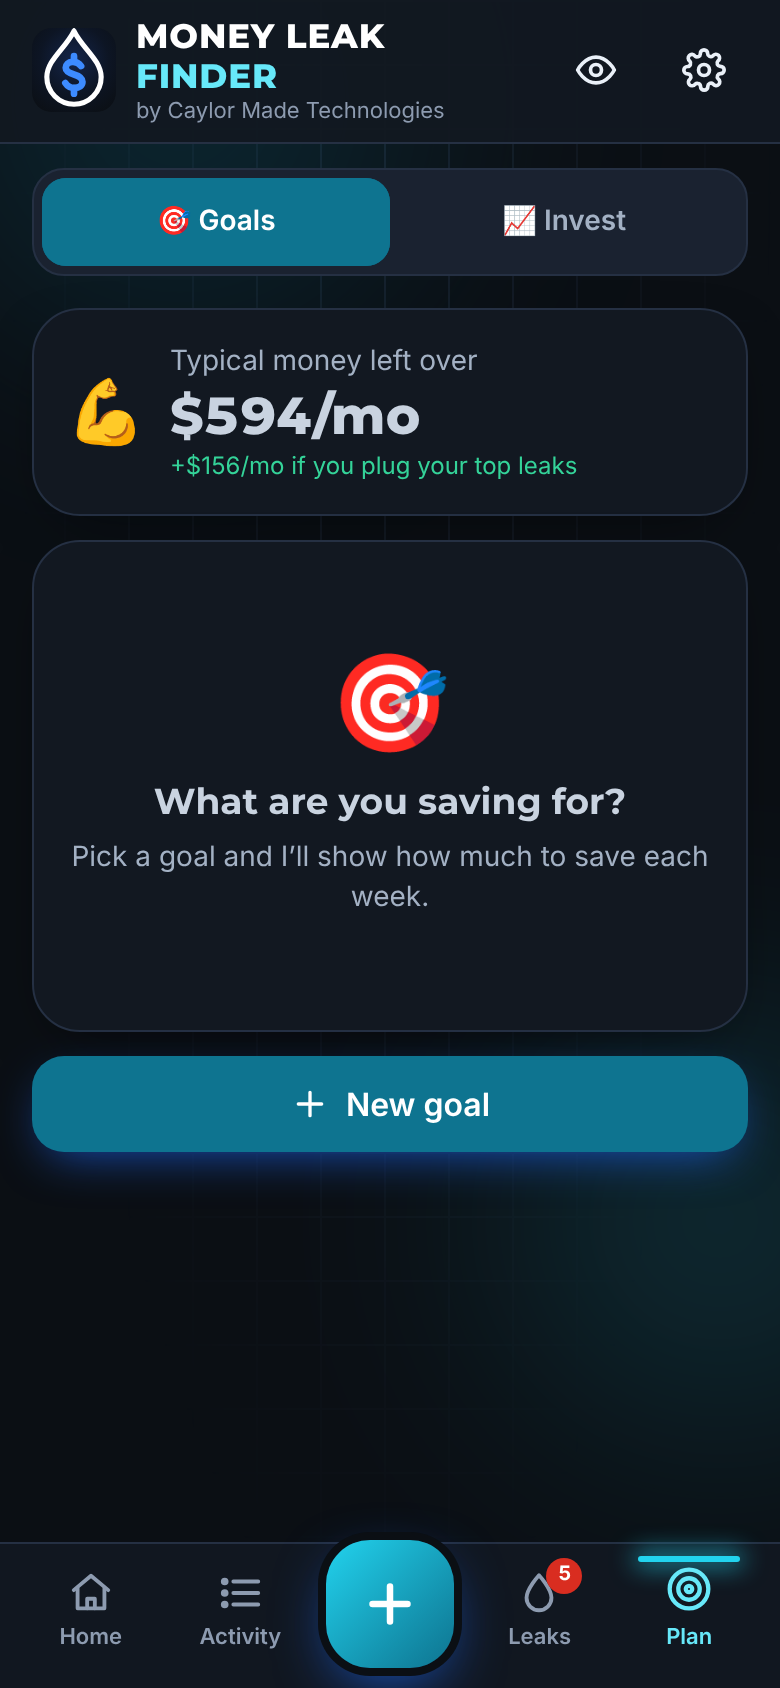 MONEY LEAK
FINDER
by Caylor Made Technologies
Goals
Invest
Typical money left over
$594/mo
+$156/mo if you plug your top leaks
What are you saving for?
Pick a goal and I’ll show how much to save each
week.
+ New goal
Home
Activity
+
5
Leaks
Plan